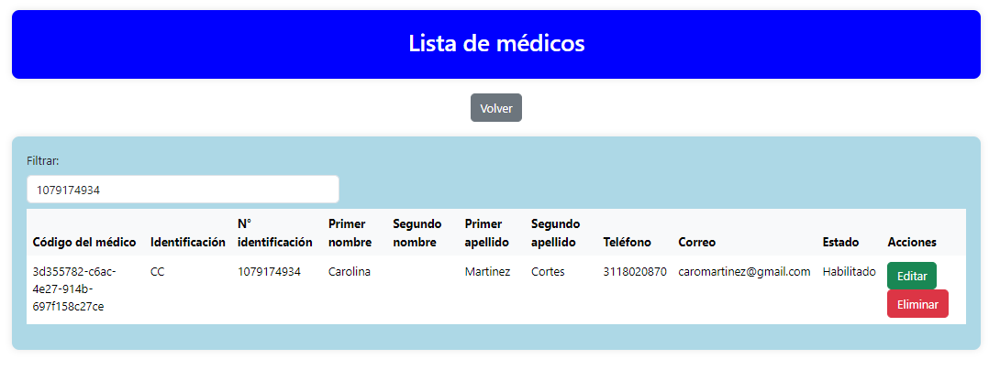 Lista de médicos
Volver
Filtrar:
1079174934
Código del médico Identificación N° identificación Primer nombre Segundo nombre Primer apellido Segundo apellido Teléfono Correo Estado Acciones
3d355782-c6ac- CC 1079174934 Carolina Martinez Cortes 3118020870 caromartinez@gmail.com Habilitado Editar
4e27-914b-
697f158c27ce Eliminar